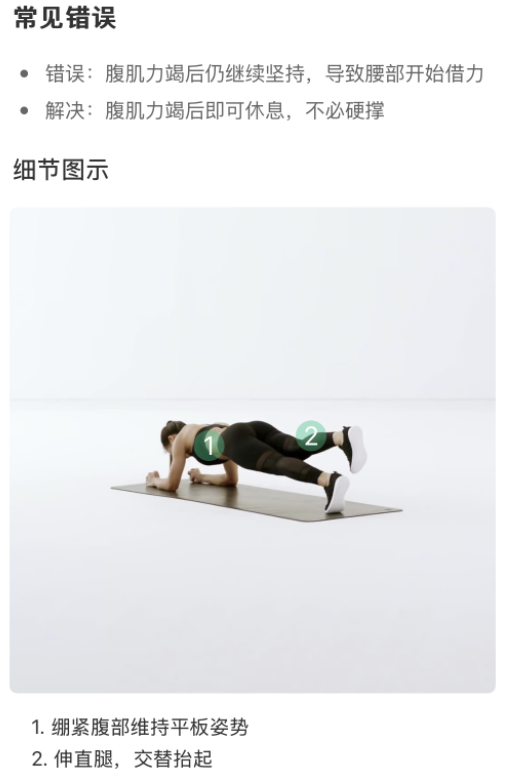 常见错误
错误：腹肌力竭后仍继续坚持，导致腰部开始借力
解决：腹肌力竭后即可休息，不必硬撑
细节图示
1
2
1. 绷紧腹部维持平板姿势
2. 伸直腿，交替抬起